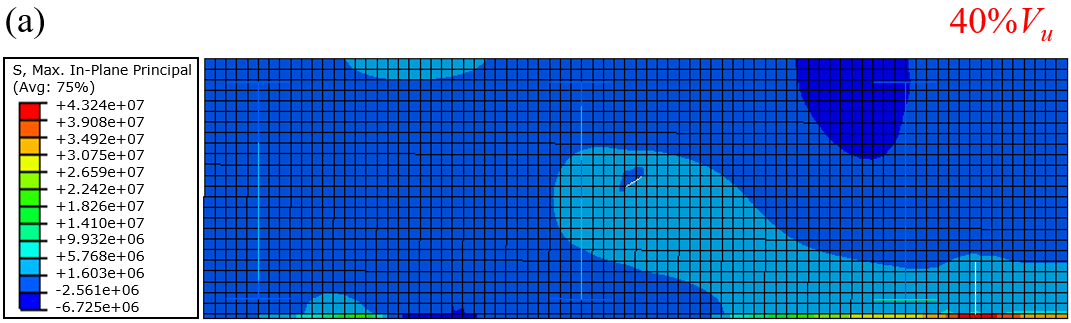 (a)
40%Vu
S, Max. In-Plane Principal
(Avg: 75%)
+4.324e+07
+3.908e+07
+3.492e+07
+3.075e+07
+2.659e+07
+2.242e+07
+1.826e+07
+1.410e+07
+9.932e+06
+5.768e+06
+1.603e+06
-2.561e+06
-6.725e+06